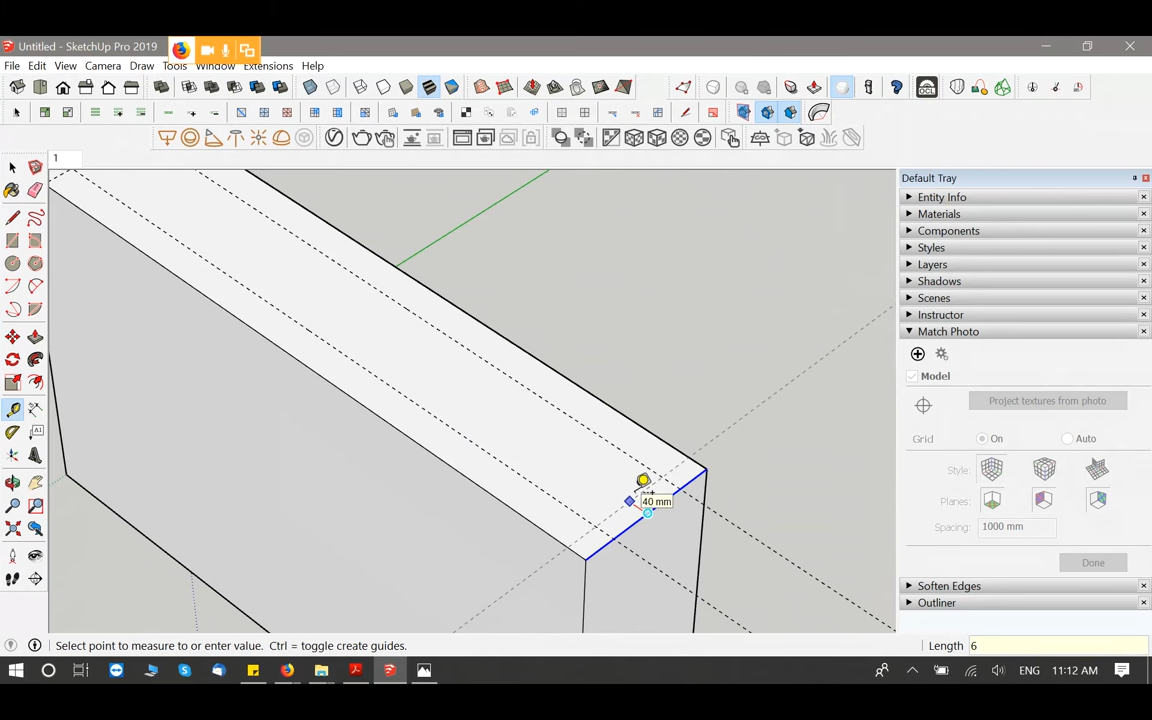 Untitled - SketchUp Pro 2019
File Edit View Camera Draw Tools Window Extensions Help
1
Default Tray
Entity Info
Materials
Components
Styles
Layers
Shadows
Scenes
Instructor
Match Photo
Model
Project textures from photo
Grid On Auto
Style:
Planes:
Spacing: 1000 mm
Done
Soften Edges
Outliner
40 mm
Select point to measure to or enter value. Ctrl = toggle create guides.
Length 6
ENG 11:12 AM